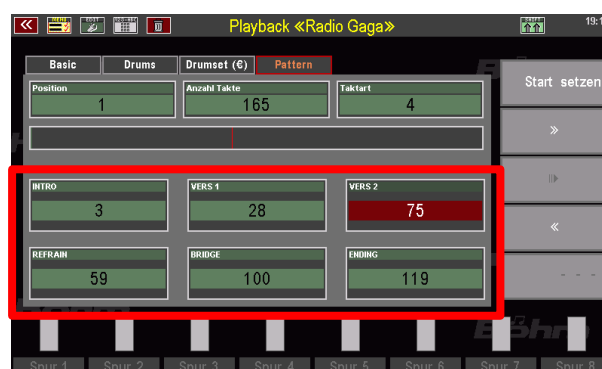 Playback «Radio Gaga»
19:1
Basic Drums Drumset (€) Pattern
Position Anzahl Takte Taktart
1 165 4
Start setzen
»
INTRO VERS 1 VERS 2
3 28 75
«
REFRAIN BRIDGE ENDING
59 100 119
- - -
Böhm
Spur 1 Spur 2 Spur 3 Spur 4 Spur 5 Spur 6 Spur 7 Spur 8